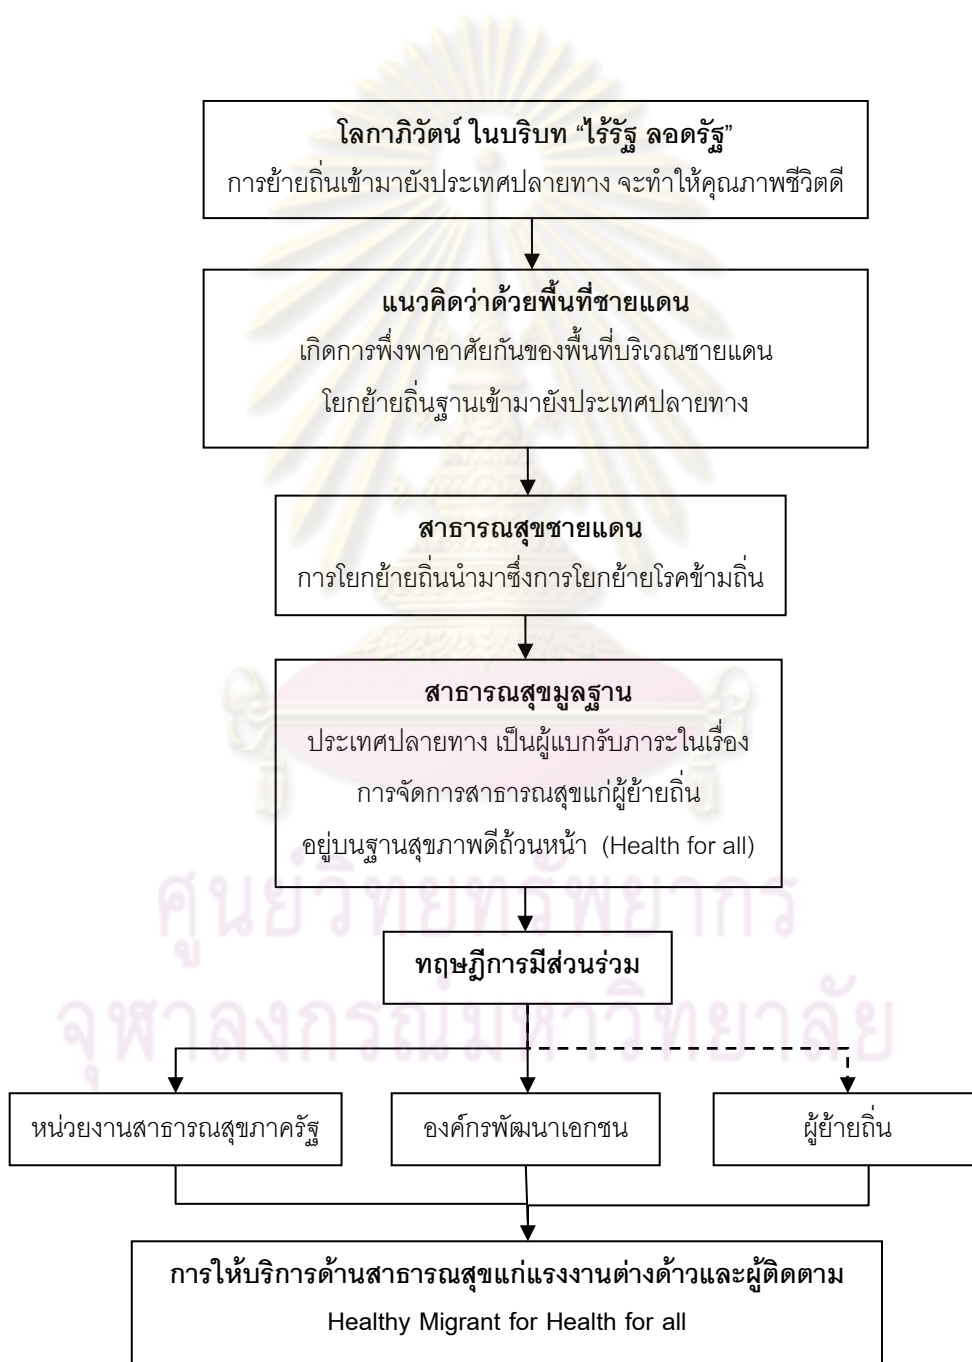 โลกาภิวัตน์ ในบริบท “ไร้รัฐ ลอดรัฐ”
การย้ายถิ่นเข้ามายังประเทศปลายทาง จะทำให้คุณภาพชีวิตดี
แนวคิดว่าด้วยพื้นที่ชายแดน
เกิดการพึ่งพาอาศัยกันของพื้นที่บริเวณชายแดน
โยกย้ายถิ่นฐานเข้ามายังประเทศปลายทาง
สาธารณสุขชายแดน
การโยกย้ายถิ่นนำมาซึ่งการโยกย้ายโรคข้ามถิ่น
สาธารณสุขมูลฐาน
ประเทศปลายทาง เป็นผู้แบกรับภาระในเรื่อง
การจัดการสาธารณสุขแก่ผู้ย้ายถิ่น
อยู่บนฐานสุขภาพดีถ้วนหน้า (Health for all)
ศูนย์วิทยทรัพยากร
ทฤษฎีการมีส่วนร่วม
จุฬาลงกรณ์มหาวิทยาลัย
หน่วยงานสาธารณสุขภาครัฐ
องค์กรพัฒนาเอกชน
ผู้ย้ายถิ่น
การให้บริการด้านสาธารณสุขแก่แรงงานต่างด้าวและผู้ติดตาม
Healthy Migrant for Health for all